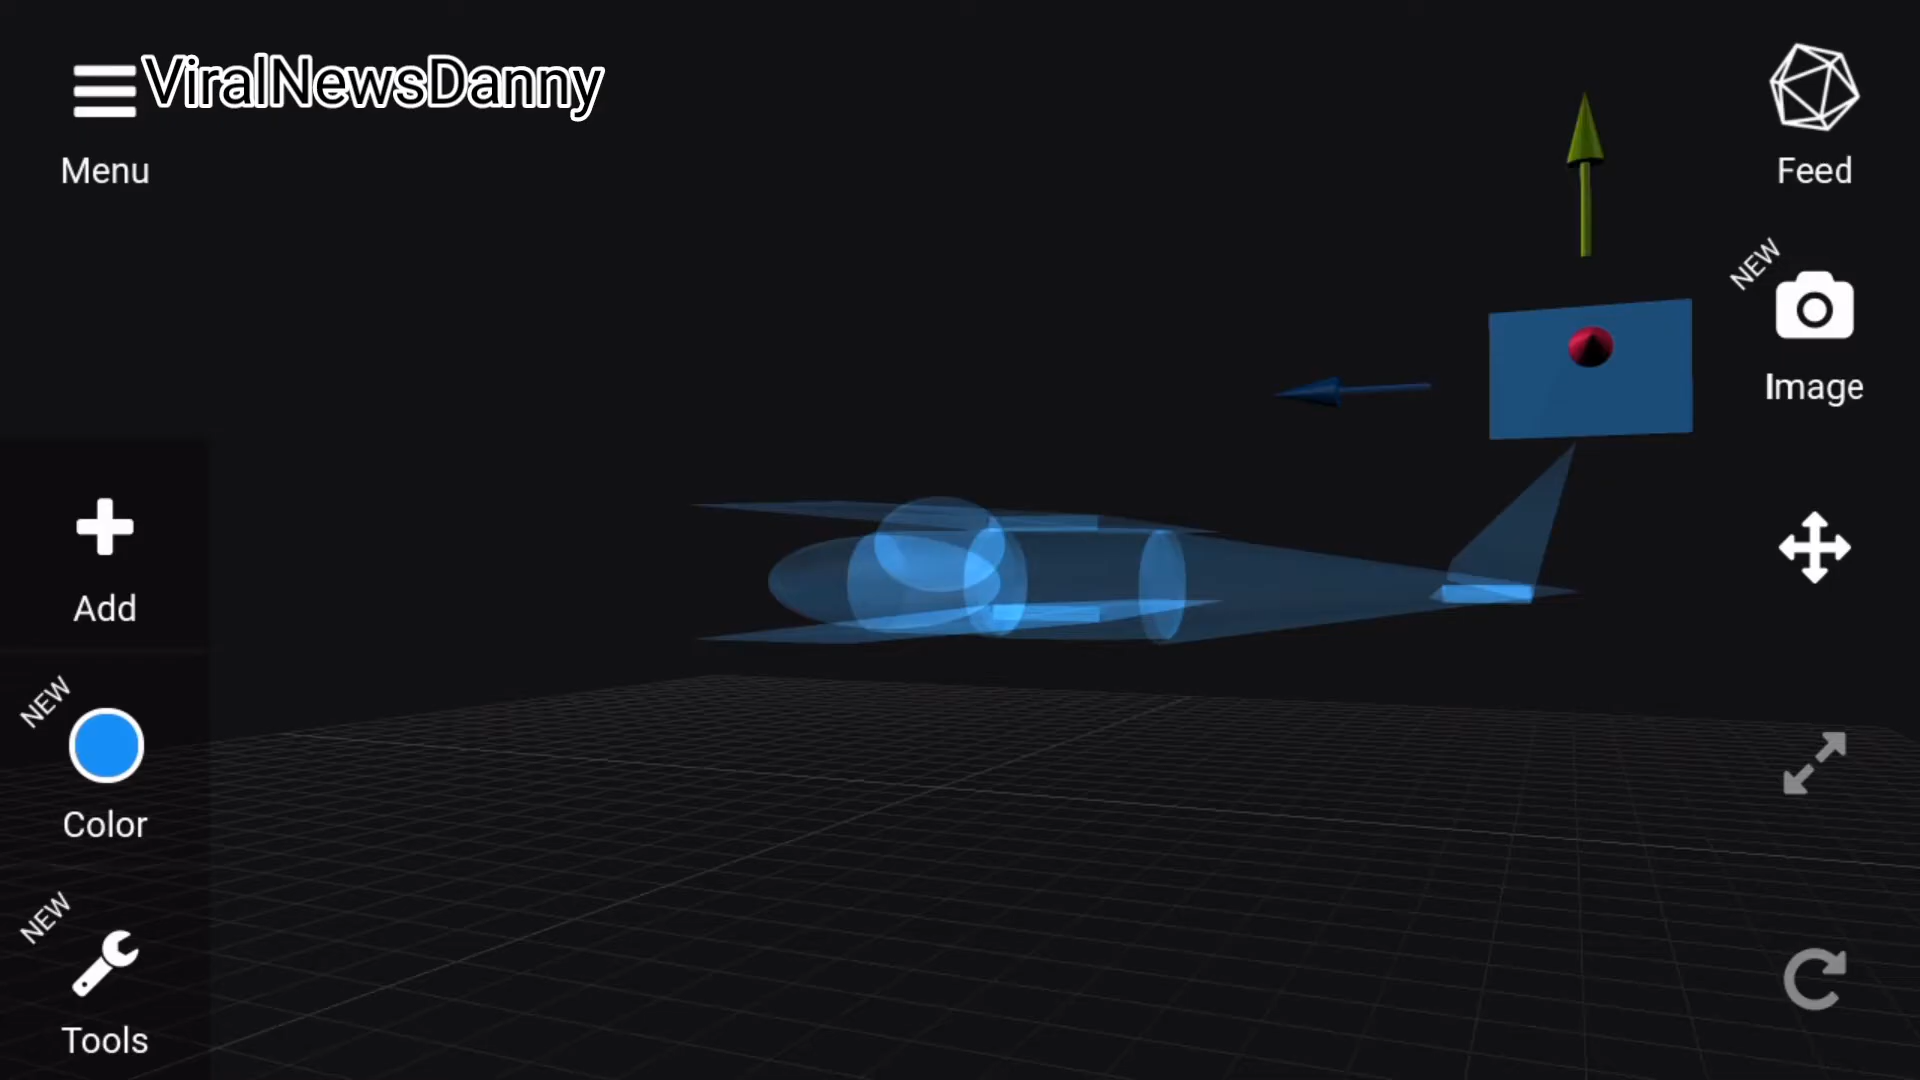 ViralNewsDanny
Menu
Feed
NEW
Image
Add
NEW
Color
NEW
Tools